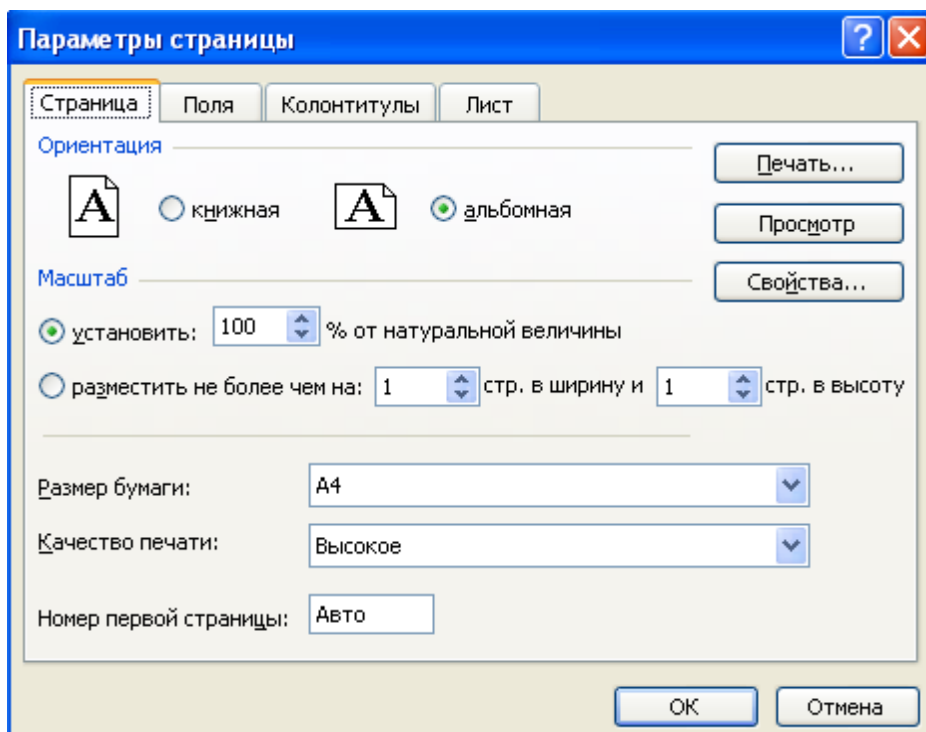 Параметры страницы
Страница Поля Колонтитулы Лист
Ориентация
Печать...
A книжная A альбомная
Просмотр
Масштаб
Свойства...
установить: 100 % от натуральной величины
разместить не более чем на: 1 стр. в ширину и 1 стр. в высоту
Размер бумаги: A4
Качество печати: Высокое
Номер первой страницы: Авто
ОК Отмена